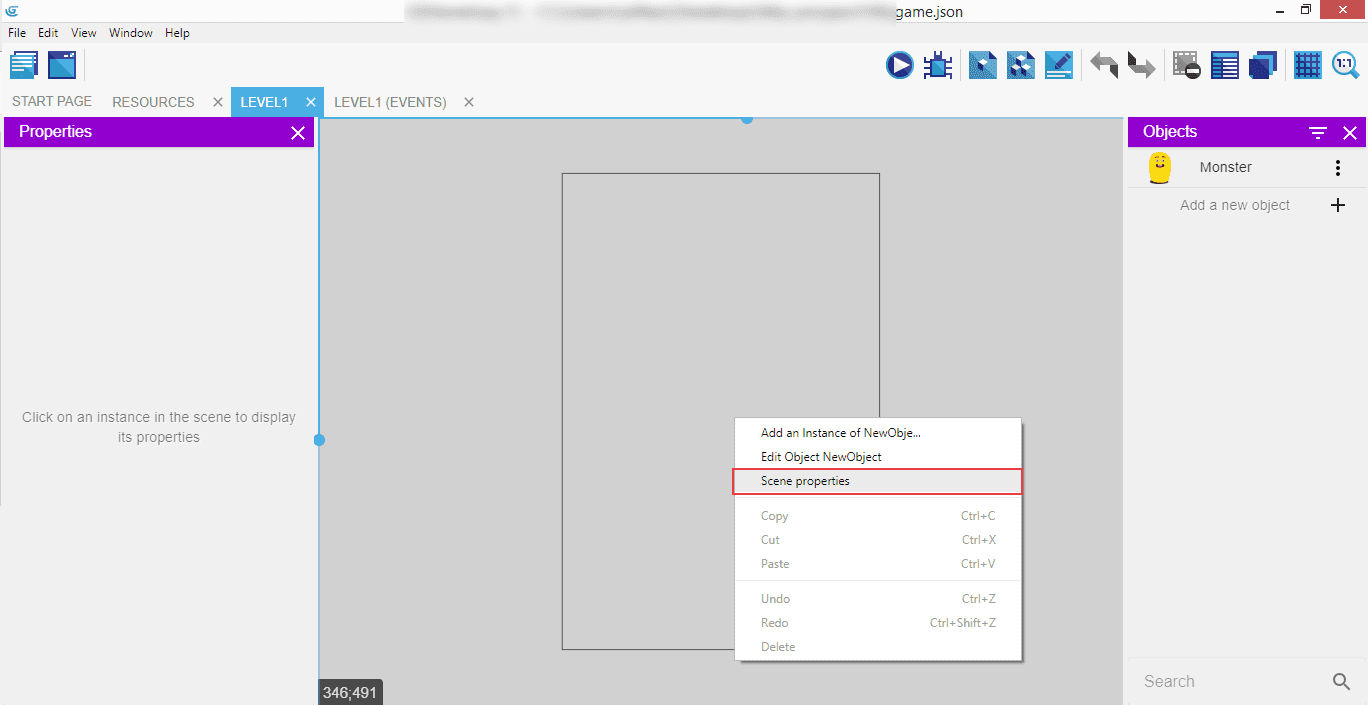 game.json
File Edit View Window Help
1:1
START PAGE RESOURCES LEVEL1 LEVEL1 (EVENTS)
Properties
Click on an instance in the scene to display
its properties
Add an Instance of NewObje...
Edit Object NewObject
Scene properties
Copy Ctrl+C
Cut Ctrl+X
Paste Ctrl+V
Undo Ctrl+Z
Redo Ctrl+Shift+Z
Delete
346;491
Objects
Monster
Add a new object
Search